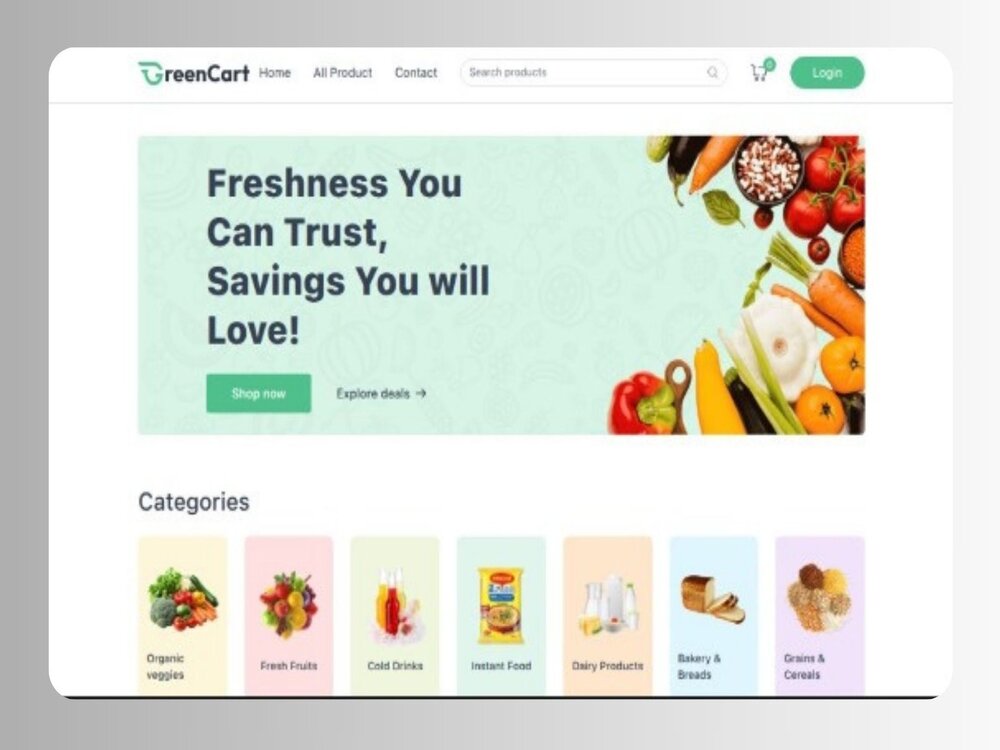 GreenCart
Home
All Product
Contact
Search products
0
Login
Freshness You
Can Trust,
Savings You will
Love!
Shop now
Explore deals →
Categories
Organic
veggies
Fresh Fruits
Cold Drinks
Instant Food
Dairy Products
Bakery &
Breads
Grains &
Cereals